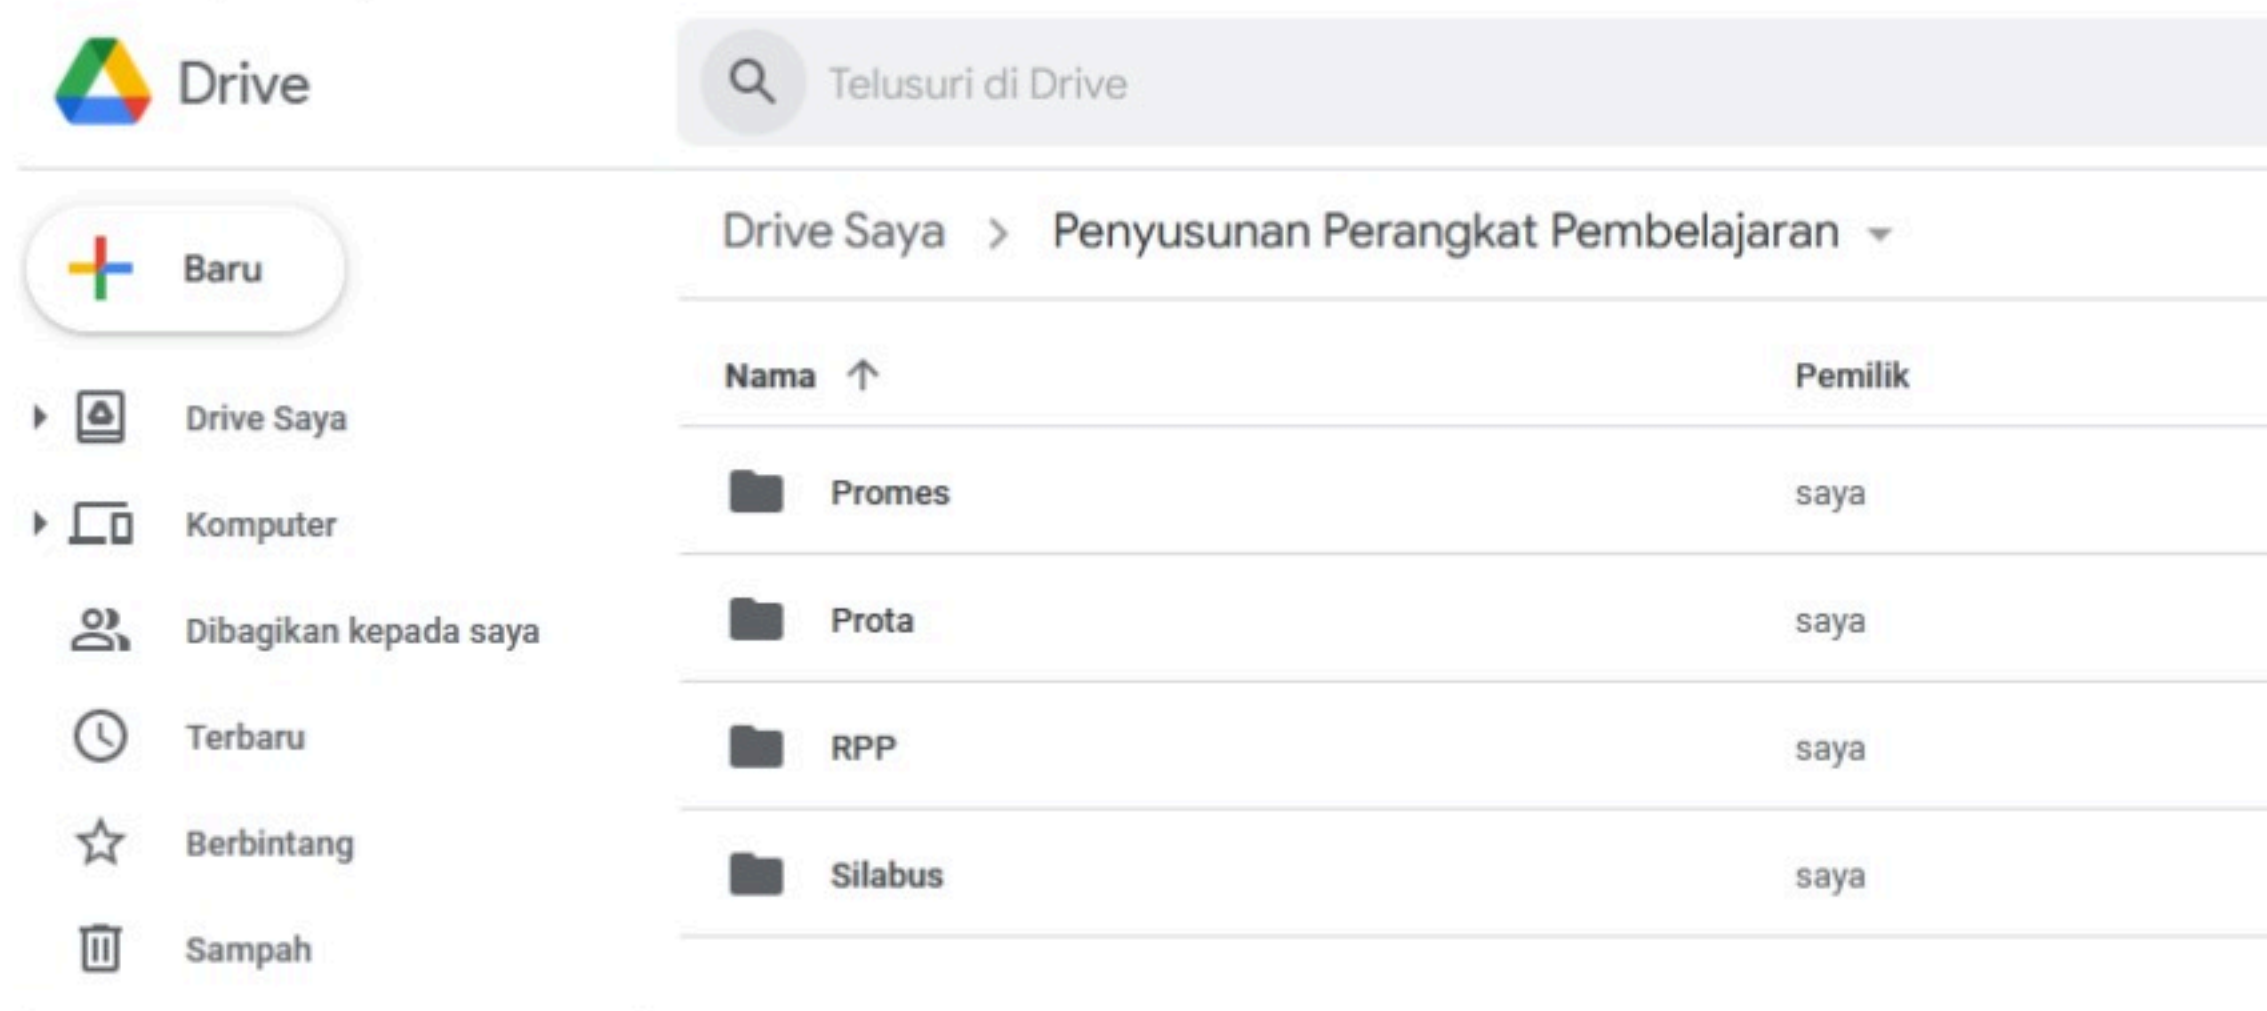 Drive
Telusuri di Drive
Baru
Drive Saya
Komputer
Dibagikan kepada saya
Terbaru
Berbintang
Sampah
Drive Saya > Penyusunan Perangkat Pembelajaran
Nama Pemilik
Promes saya
Prota saya
RPP saya
Silabus saya